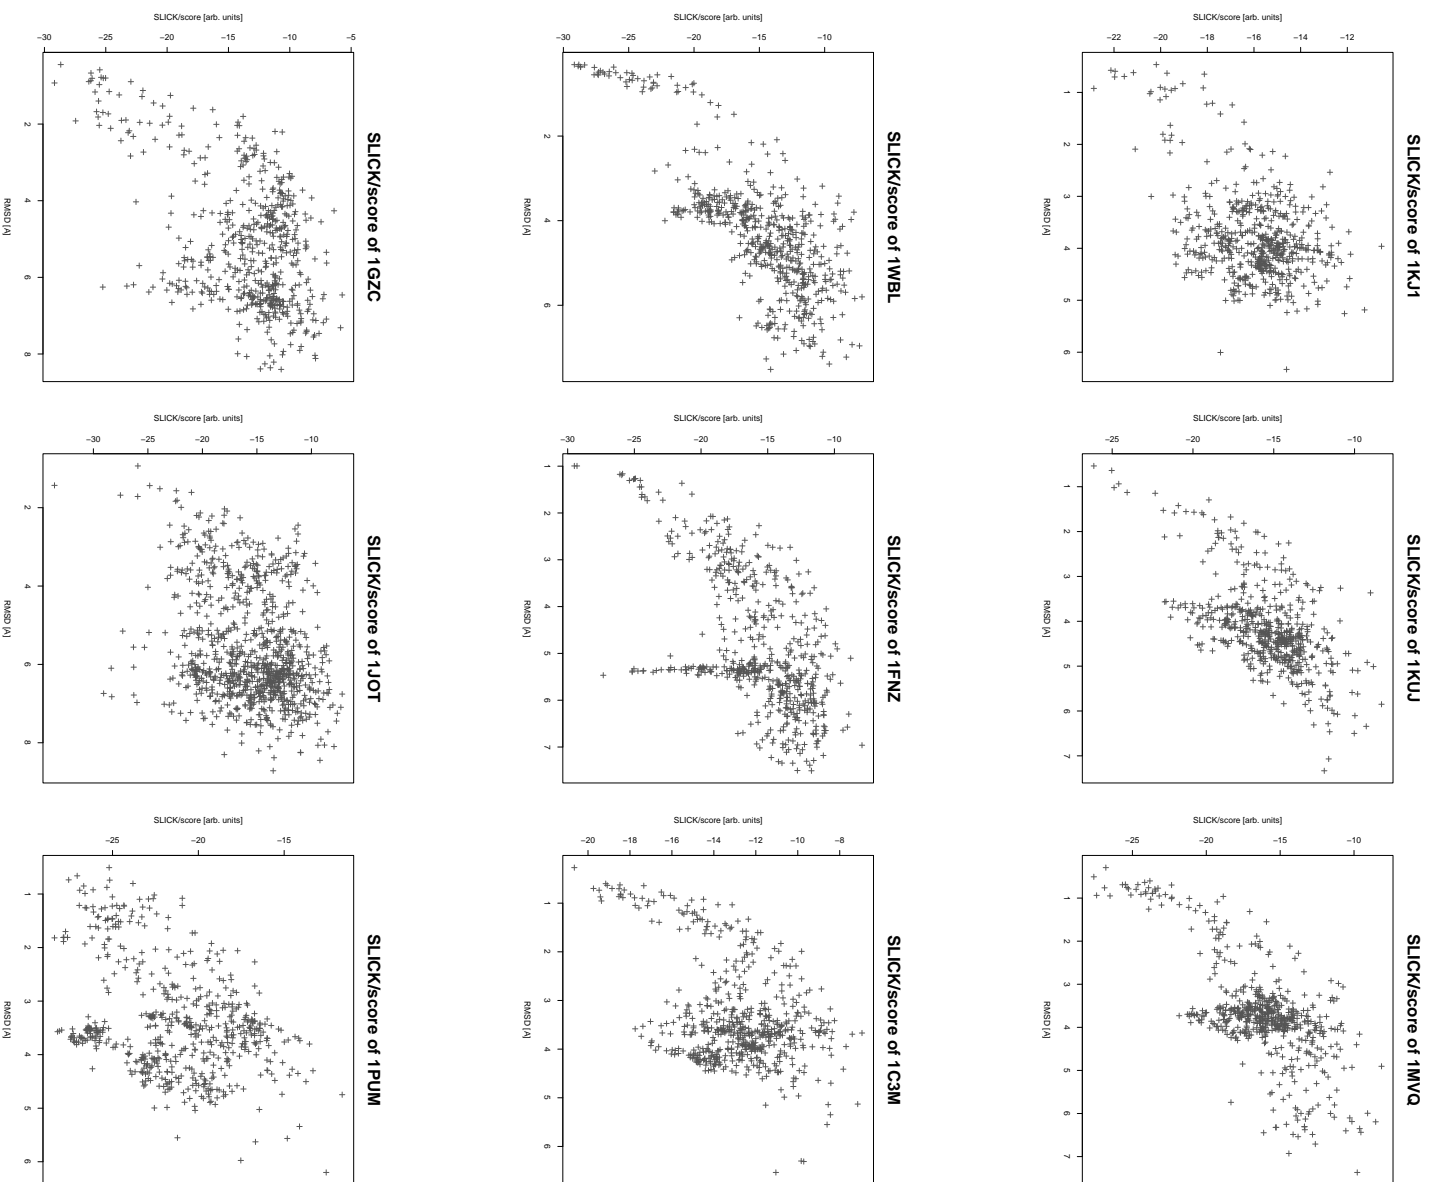 SLICK/score of 1KJ1
SLICK/score [arb. units]
−22 −20 −18 −16 −14 −12
1 2 3 4 5 6
RMSD [A]
SLICK/score of 1KUJ
SLICK/score [arb. units]
−25 −20 −15 −10
1 2 3 4 5 6 7
RMSD [A]
SLICK/score of 1MVQ
SLICK/score [arb. units]
−25 −20 −15 −10
1 2 3 4 5 6 7
RMSD [A]
SLICK/score of 1WBL
SLICK/score [arb. units]
−30 −25 −20 −15 −10
2 4 6
RMSD [A]
SLICK/score of 1FNZ
SLICK/score [arb. units]
−30 −25 −20 −15 −10
1 2 3 4 5 6 7
RMSD [A]
SLICK/score of 1C3M
SLICK/score [arb. units]
−20 −18 −16 −14 −12 −10 −8
1 2 3 4 5 6
RMSD [A]
SLICK/score of 1GZC
SLICK/score [arb. units]
−30 −25 −20 −15 −10 −5
2 4 6 8
RMSD [A]
SLICK/score of 1JOT
SLICK/score [arb. units]
−30 −25 −20 −15 −10
2 4 6 8
RMSD [A]
SLICK/score of 1PUM
SLICK/score [arb. units]
−25 −20 −15
1 2 3 4 5 6
RMSD [A]